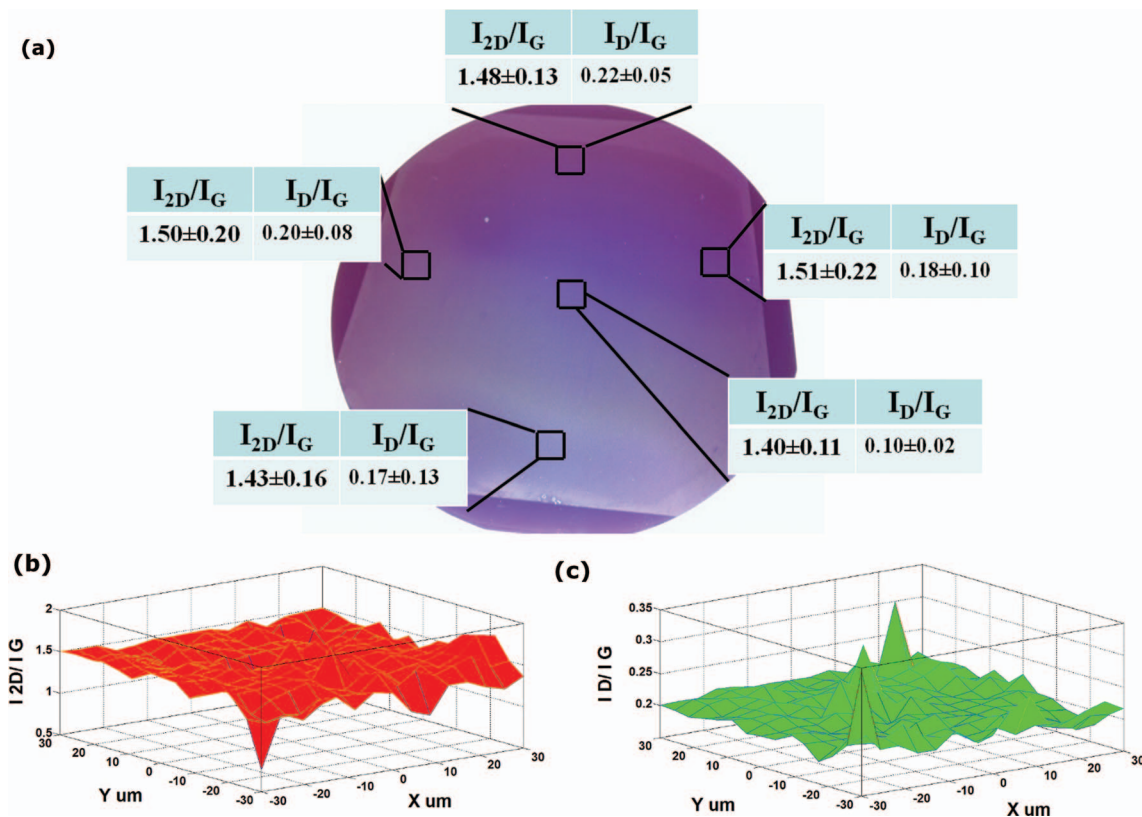 (a)
I2D/IG ID/IG
1.48±0.13 0.22±0.05
I2D/IG ID/IG
1.50±0.20 0.20±0.08
I2D/IG ID/IG
1.51±0.22 0.18±0.10
I2D/IG ID/IG
1.40±0.11 0.10±0.02
I2D/IG ID/IG
1.43±0.16 0.17±0.13
(b)
I 2D/ I G
2
1.5
1
0.5
30
20
10
0
-10
-20
-30
Y um
-30
-20
-10
0
10
20
30
X um
(c)
I D/ I G
0.35
0.3
0.25
0.2
30
20
10
0
-10
-20
-30
Y um
-30
-20
-10
0
10
20
30
X um